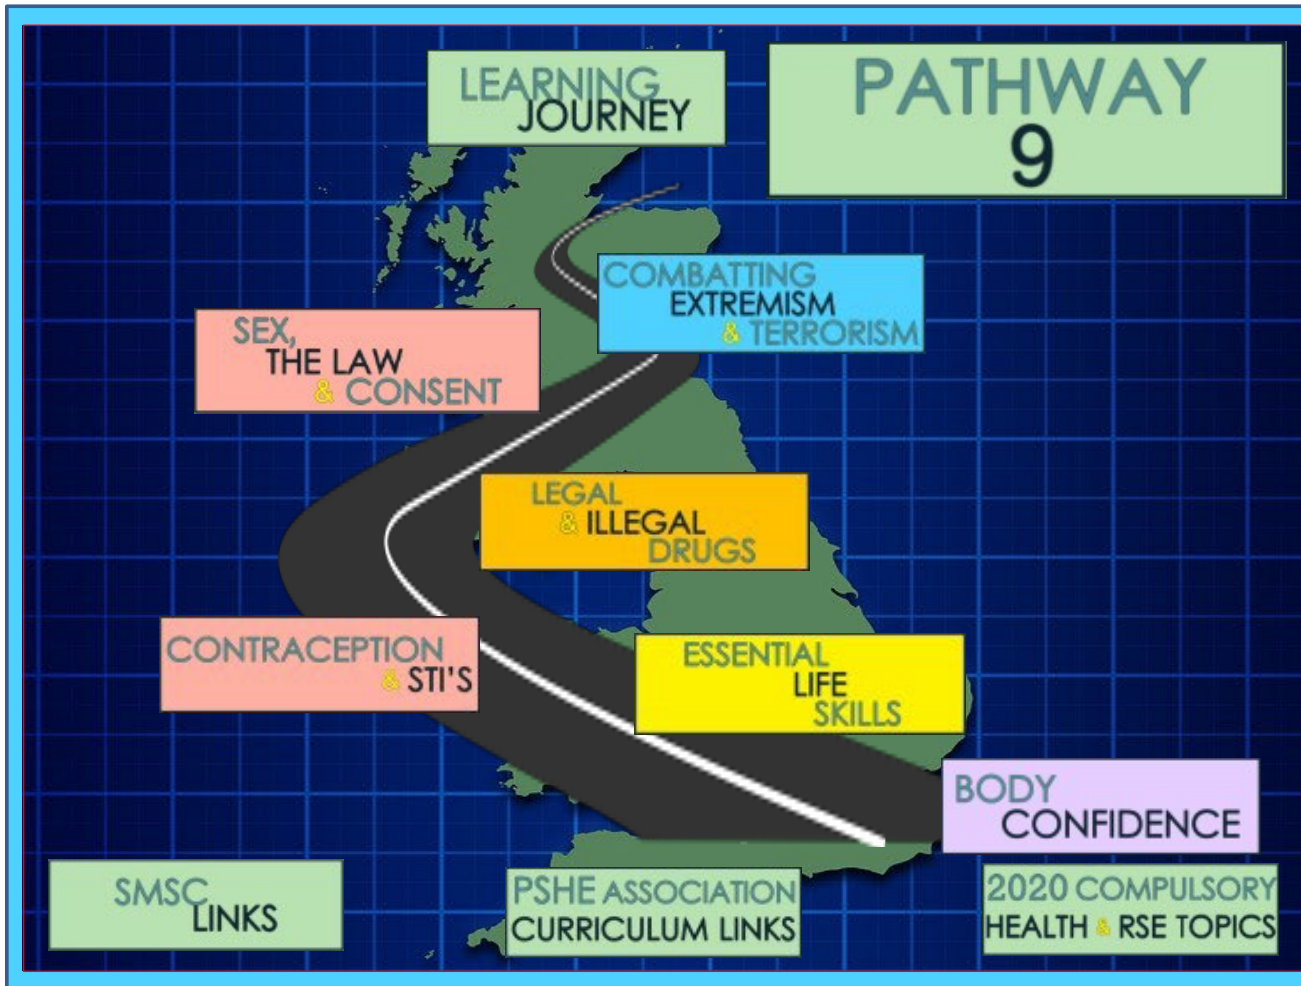 LEARNING
JOURNEY
PATHWAY
9
COMBATTING
EXTREMISM
& TERRORISM
SEX,
THE LAW
& CONSENT
LEGAL
& ILLEGAL
DRUGS
CONTRACEPTION
& STI'S
ESSENTIAL
LIFE
SKILLS
BODY
CONFIDENCE
SMSC
LINKS
PSHE ASSOCIATION
CURRICULUM LINKS
2020 COMPULSORY
HEALTH & RSE TOPICS